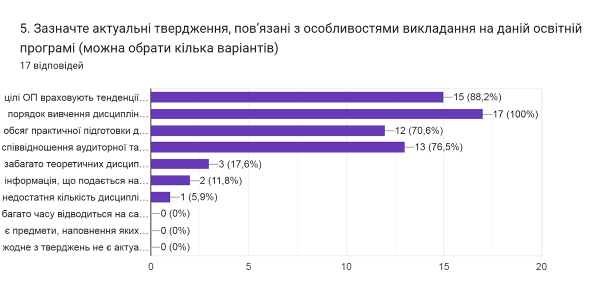 5. Зазначте актуальні твердження, пов’язані з особливостями викладання на даній освітній
програмі (можна обрати кілька варіантів)
17 відповідей
цілі ОП враховують тенденції…
15 (88,2%)
порядок вивчення дисциплін…
17 (100%)
обсяг практичної підготовки д…
12 (70,6%)
співвідношення аудиторної та…
13 (76,5%)
забагато теоретичних дисцип…
3 (17,6%)
інформація, що подається на…
2 (11,8%)
недостатня кількість дисциплі…
1 (5,9%)
багато часу відводиться на са…
0 (0%)
є предмети, наповнення яких…
0 (0%)
жодне з тверджень не є актуа…
0 (0%)
0 5 10 15 20